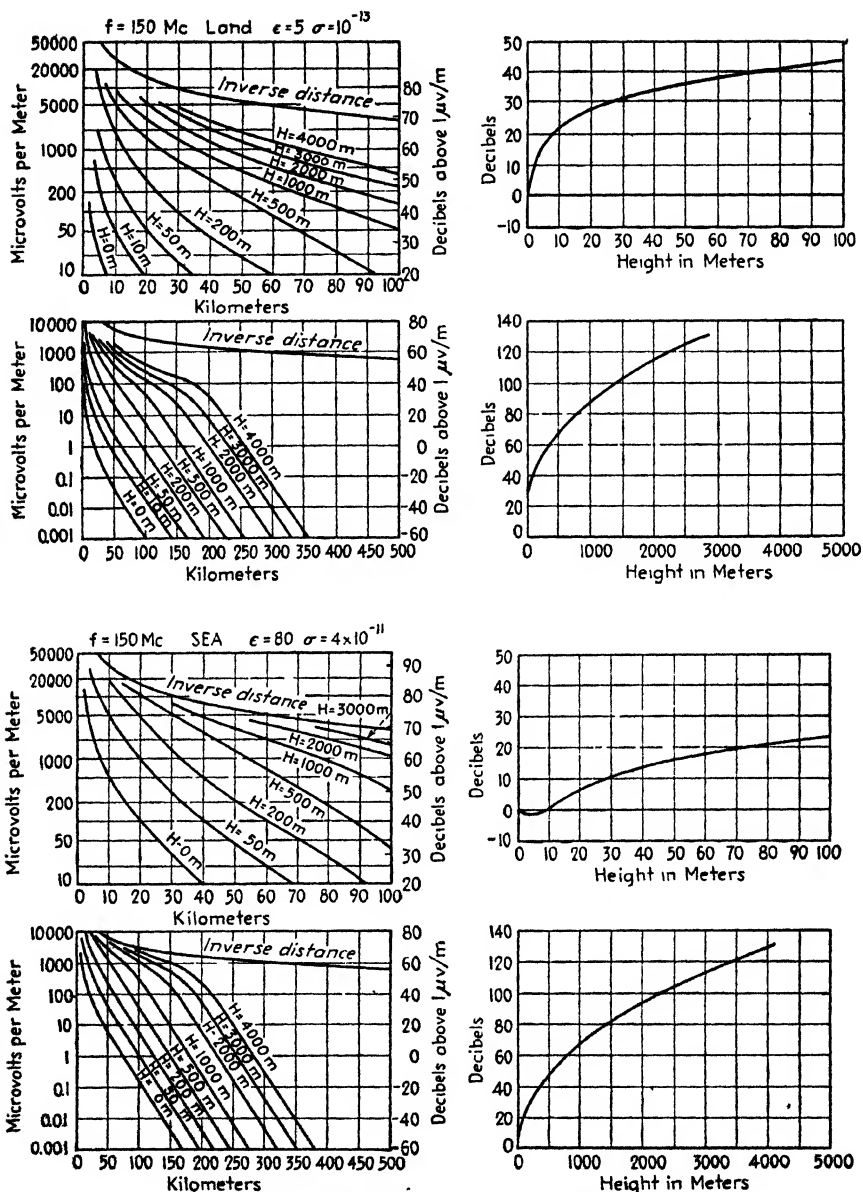 f = 150 Mc Land ϵ=5 σ=10⁻¹³
50000
20000
5000
1000
200
50
10
Microvolts per Meter
Inverse distance
H=4000m
H=3000m
H=2000m
H=1000m
H=500m
H=200m
H=50m
H=10m
H=0m
80
70
60
50
40
30
20
Decibels above 1μv/m
0 10 20 30 40 50 60 70 80 90 100
Kilometers
50
40
30
20
10
0
-10
Decibels
0 10 20 30 40 50 60 70 80 90 100
Height in Meters
10000
1000
100
10
1
0.1
0.01
0.001
Microvolts per Meter
Inverse distance
H=4000m
H=3000m
H=2000m
H=1000m
H=500m
H=200m
H=50m
H=10m
H=0m
80
60
40
20
0
-20
-40
-60
Decibels above 1μv/m
0 50 100 150 200 250 300 350 400 450 500
Kilometers
140
120
100
80
60
40
20
0
Decibels
0 1000 2000 3000 4000 5000
Height in Meters
f = 150 Mc SEA ϵ=80 σ=4×10⁻¹¹
50000
20000
5000
1000
200
50
10
Microvolts per Meter
Inverse distance
H=3000m
H=2000m
H=1000m
H=500m
H=200m
H=50m
H=0m
90
80
70
60
50
40
30
20
Decibels above 1μv/m
0 10 20 30 40 50 60 70 80 90 100
Kilometers
50
40
30
20
10
0
-10
Decibels
0 10 20 30 40 50 60 70 80 90 100
Height in Meters
10000
1000
100
10
1
0.1
0.01
0.001
Microvolts per Meter
Inverse distance
H=4000m
H=3000m
H=2000m
H=1000m
H=500m
H=200m
H=50m
H=0m
80
60
40
20
0
-20
-40
60
Decibels above 1μv/m
0 50 100 150 200 250 300 350 400 450 500
Kilometers
140
120
100
80
60
40
20
0
Decibels
0 1000 2000 3000 4000 5000
Height in Meters